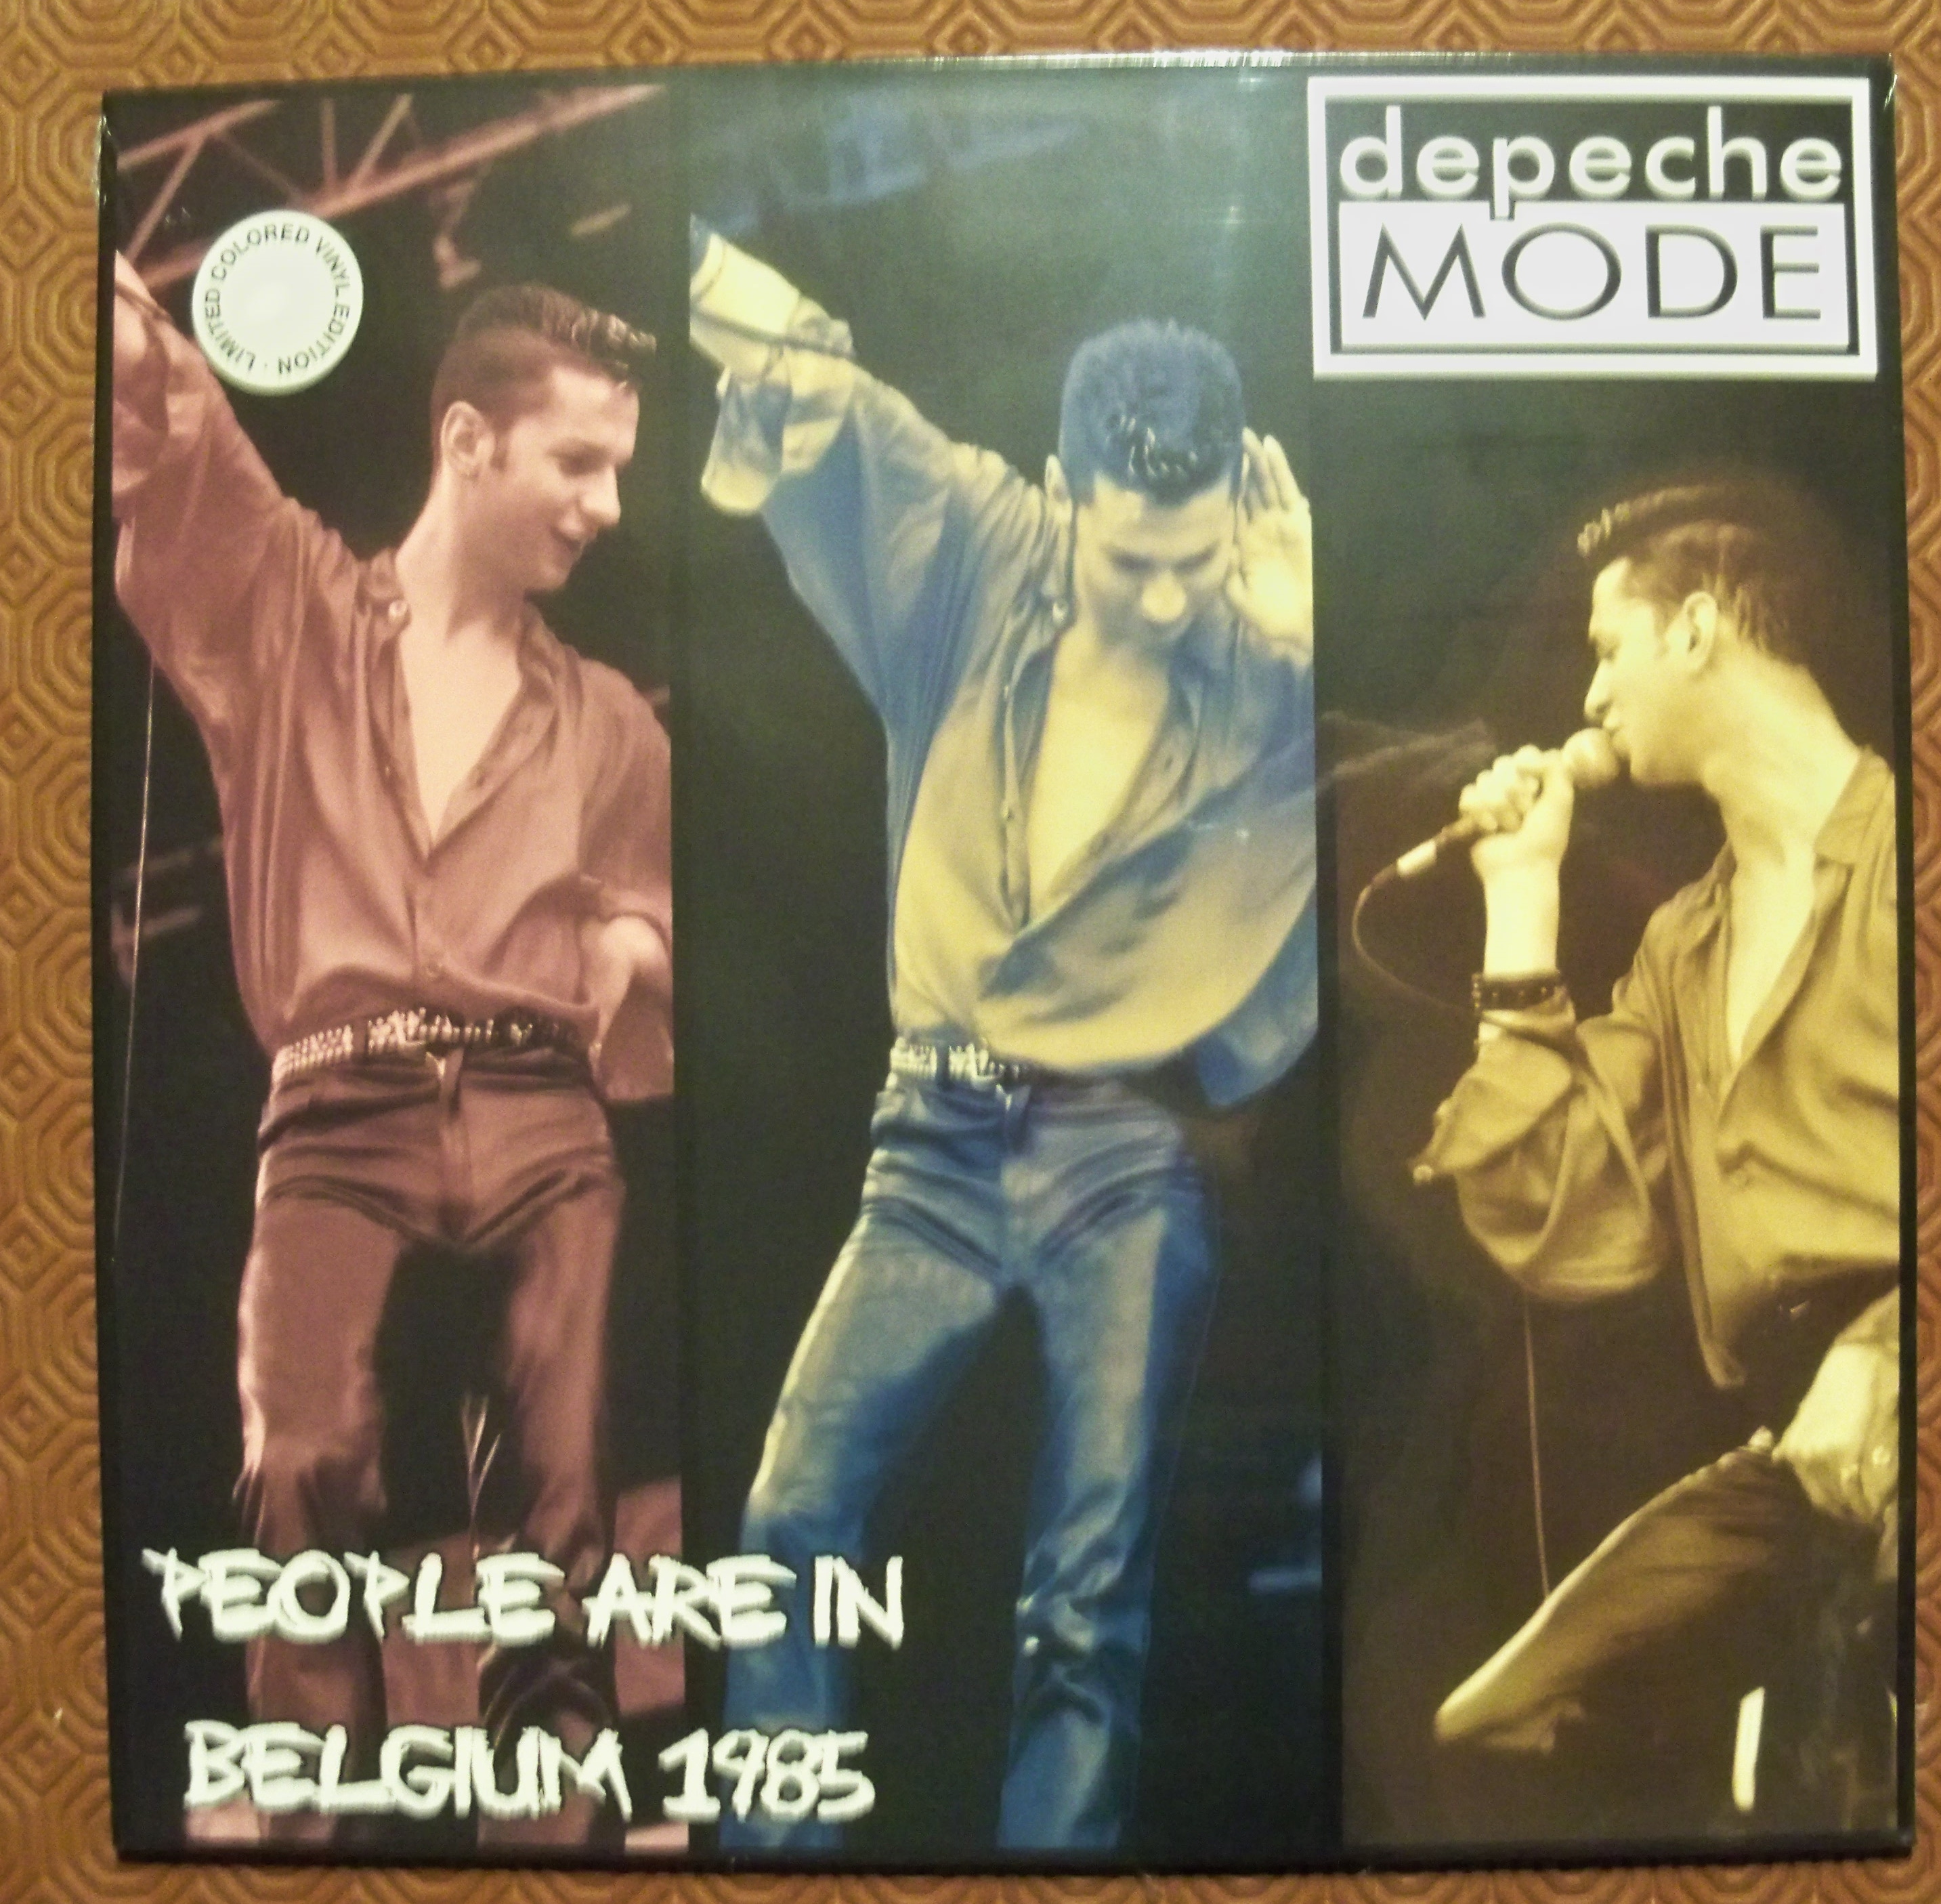 LIMITED COLORED VINYL EDITION ·
depeche
MODE
PEOPLE ARE IN
BELGIUM 1985